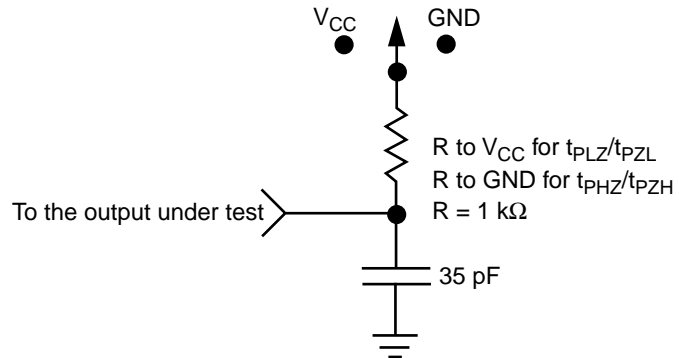 VCC GND
R to VCC for tPLZ/tPZL
R to GND for tPHZ/tPZH
To the output under test R = 1 kΩ
35 pF